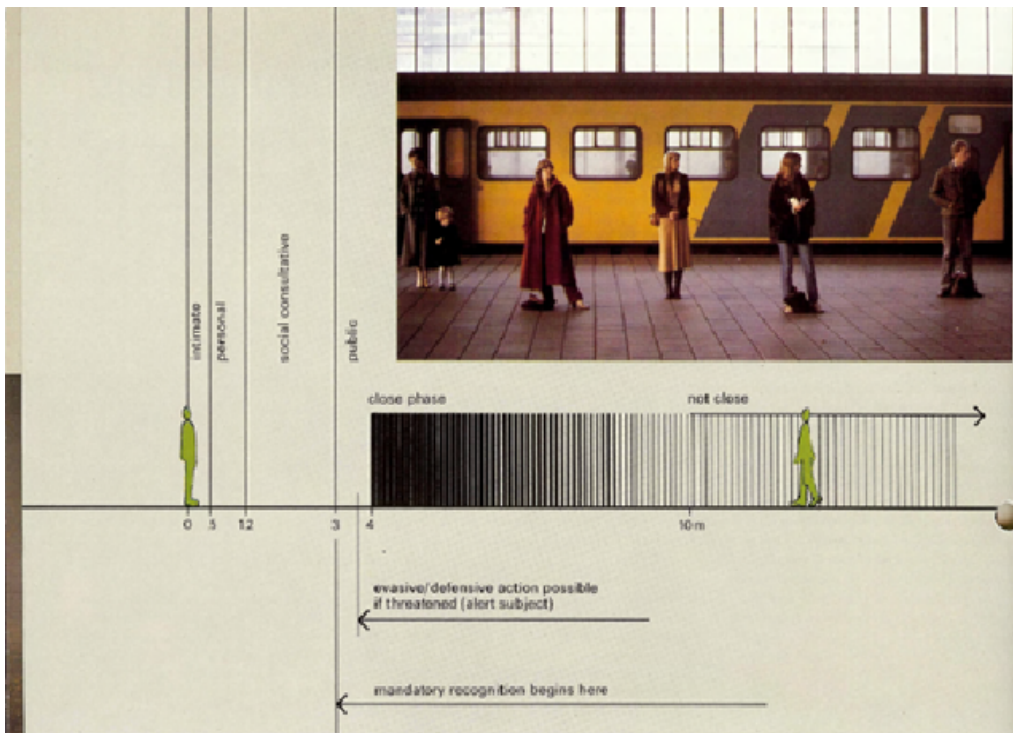 intimate
personal
social consultative
public
close phase
not close
0
.5
1.2
3
4
10m
evasive/defensive action possible
if threatened (alert subject)
mandatory recognition begins here